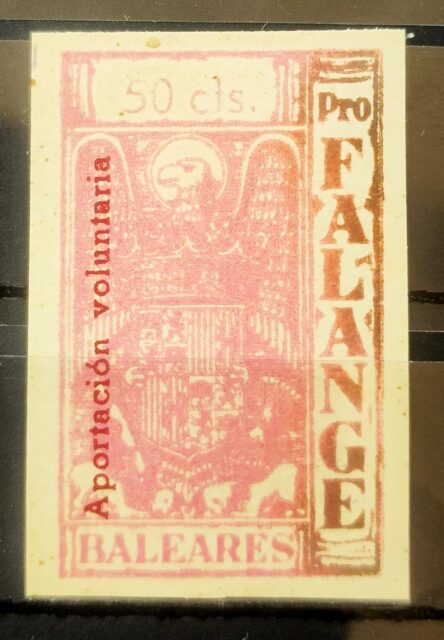 50 cts.
Pro
FALANGE
Aportación voluntaria
BALEARES